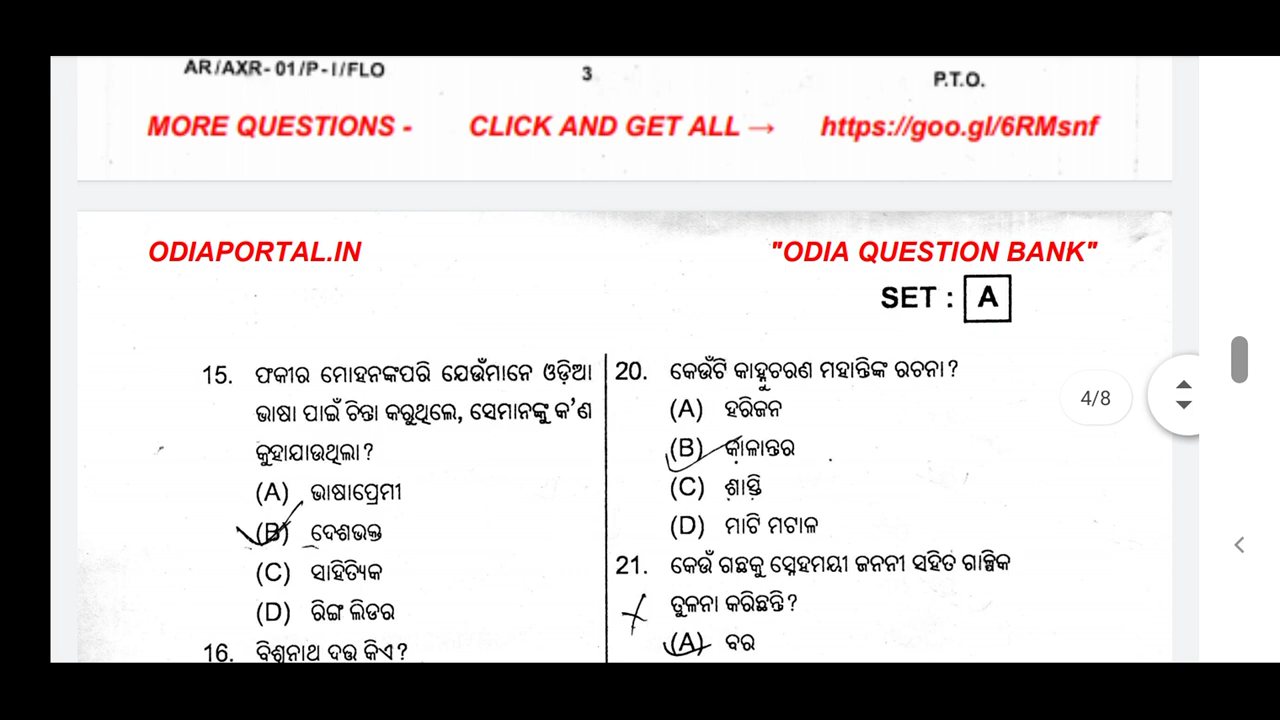 AR/AXR-01/P-I/FLO 3 P.T.O.
MORE QUESTIONS - CLICK AND GET ALL → https://goo.gl/6RMsnf
ODIAPORTAL.IN "ODIA QUESTION BANK"
SET : A
15. ଫକୀର ମୋହନଙ୍କପରି ଯେଉଁମାନେ ଓଡ଼ିଆ
ଭାଷା ପାଇଁ ଚିନ୍ତା କରୁଥିଲେ, ସେମାନଙ୍କୁ କ'ଣ
କୁହାଯାଉଥିଲା?
(A) ଭାଷାପ୍ରେମୀ
(B) ଦେଶଭକ୍ତ
(C) ସାହିତ୍ୟିକ
(D) ରିଙ୍ଗ ଲିଡର
16. ବିଶ୍ୱନାଥ ଦତ୍ତ କିଏ?
20. କେଉଁଟି କାହ୍ନୁଚରଣ ମହାନ୍ତିଙ୍କ ରଚନା?
(A) ହରିଜନ
(B) କାଳାନ୍ତର
(C) ଶାସ୍ତି
(D) ମାଟି ମଟାଳ
21. କେଉଁ ଗଛକୁ ସ୍ନେହମୟୀ ଜନନୀ ସହିତ ଗାଳ୍ପିକ
ତୁଳନା କରିଛନ୍ତି?
(A) ବର
4/8